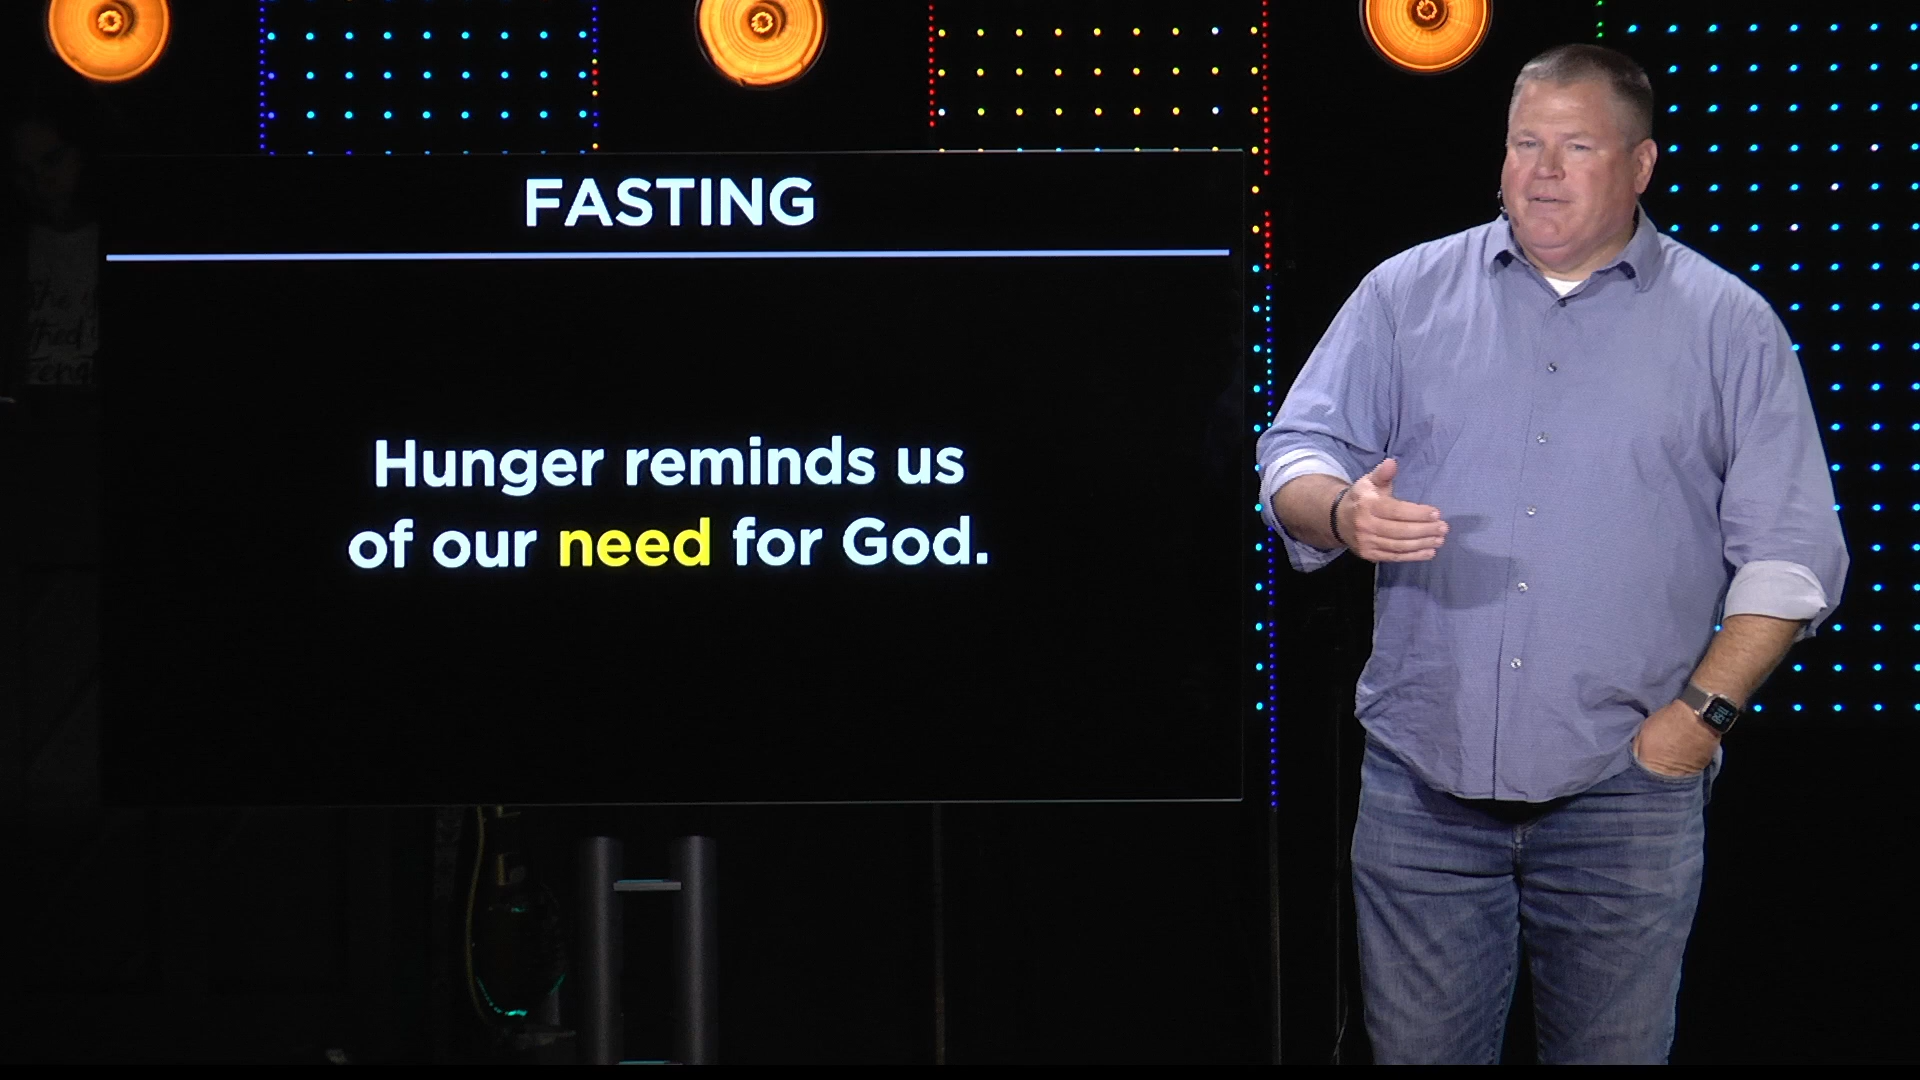 FASTING
Hunger reminds us
of our need for God.